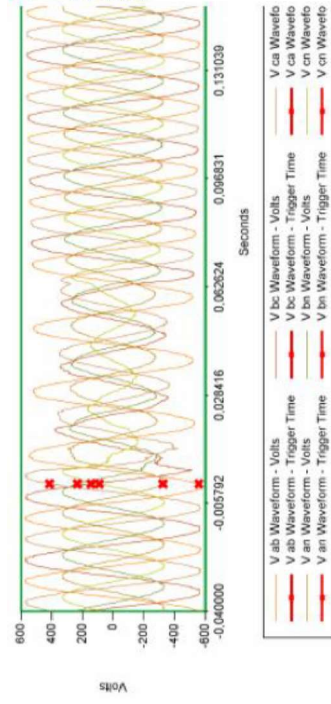 600
400
200
0
-200
-400
-600
Volts
-0,040000
-0,005792
0,028416
0,062624
0,096831
0,131039
Seconds
V ab Waveform - Volts
V bc Waveform - Volts
V ca Wavefo
V ab Waveform - Trigger Time
V bc Waveform - Trigger Time
V ca Wavefo
V an Waveform - Volts
V bn Waveform - Volts
V cn Wavefo
V an Waveform - Trigger Time
V bn Waveform - Trigger Time
V cn Wavefo